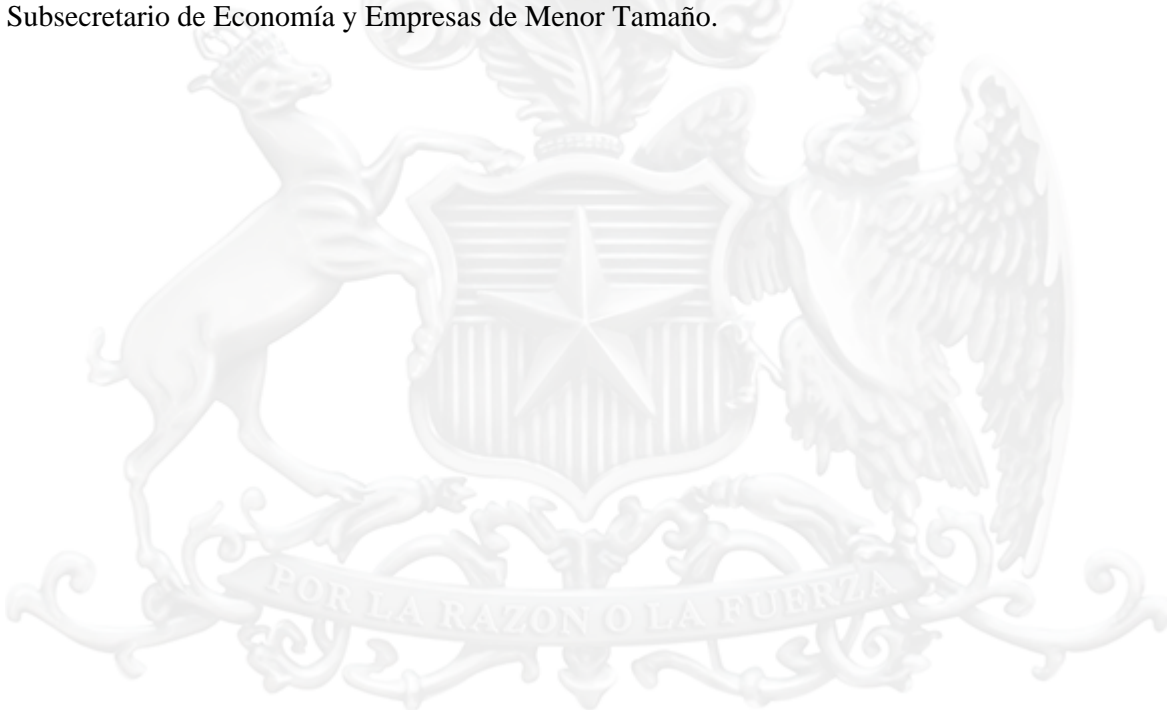 Subsecretario de Economía y Empresas de Menor Tamaño.
POR LA RAZON O LA FUERZA